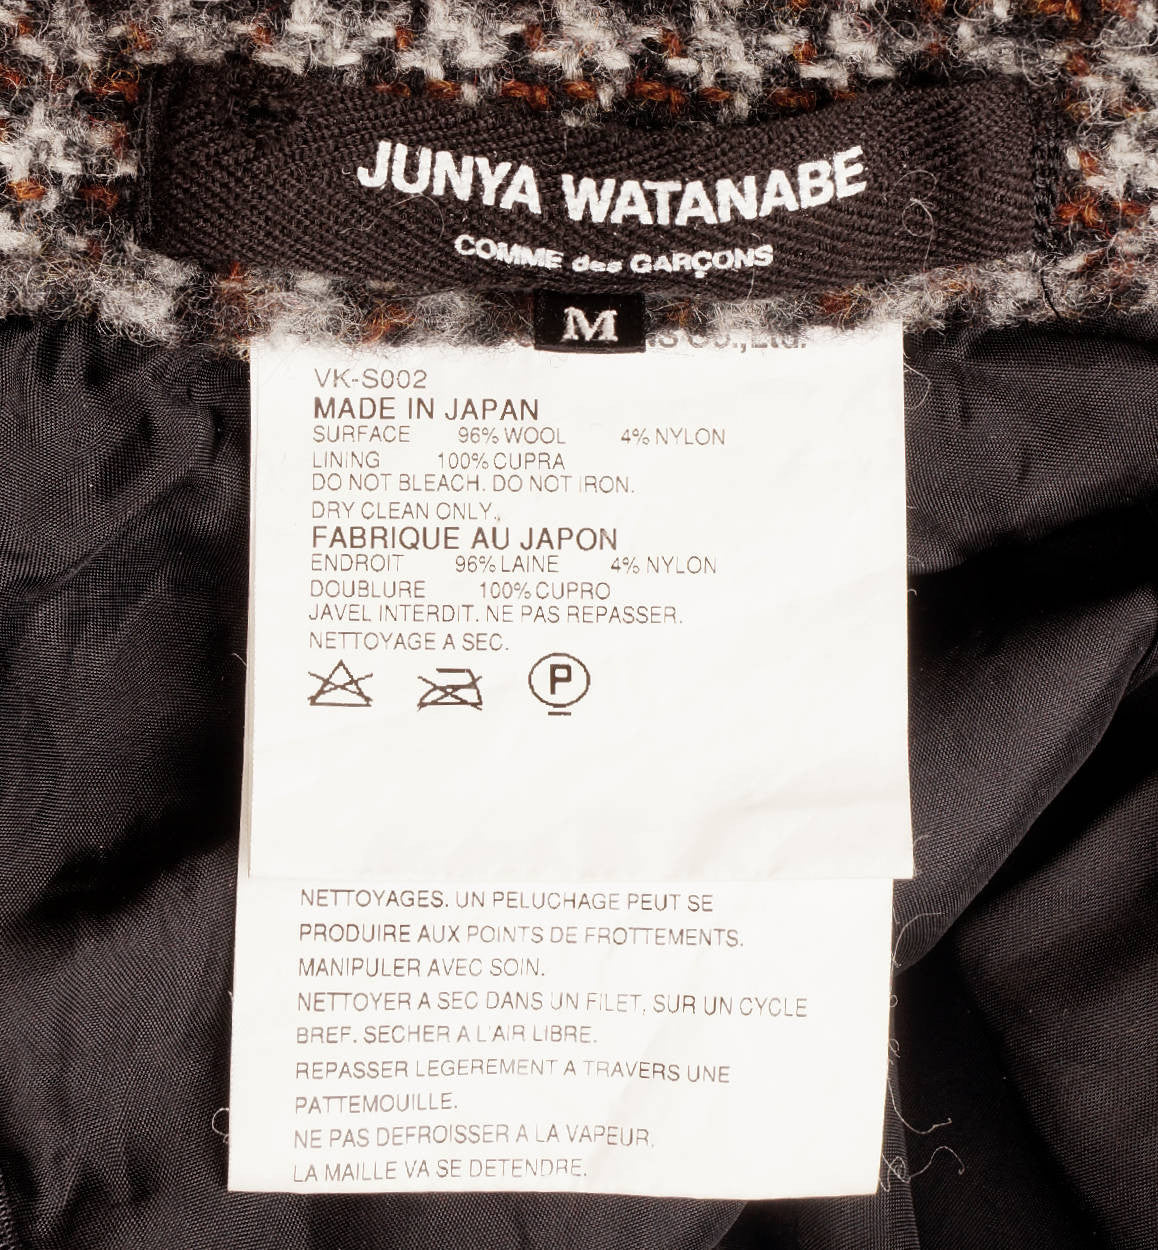 JUNYA WATANABE
COMME des GARÇONS
M
Co.,Ltd.
VK-S002
MADE IN JAPAN
SURFACE 96% WOOL 4% NYLON
LINING 100% CUPRA
DO NOT BLEACH. DO NOT IRON.
DRY CLEAN ONLY.
FABRIQUE AU JAPON
ENDROIT 96% LAINE 4% NYLON
DOUBLURE 100% CUPRO
JAVEL INTERDIT. NE PAS REPASSER.
NETTOYAGE A SEC.
P
NETTOYAGES. UN PELUCHAGE PEUT SE
PRODUIRE AUX POINTS DE FROTTEMENTS.
MANIPULER AVEC SOIN.
NETTOYER A SEC DANS UN FILET, SUR UN CYCLE
BREF. SECHER A L'AIR LIBRE.
REPASSER LEGEREMENT A TRAVERS UNE
PATTEMOUILLE.
NE PAS DEFROISSER A LA VAPEUR.
LA MAILLE VA SE DETENDRE.